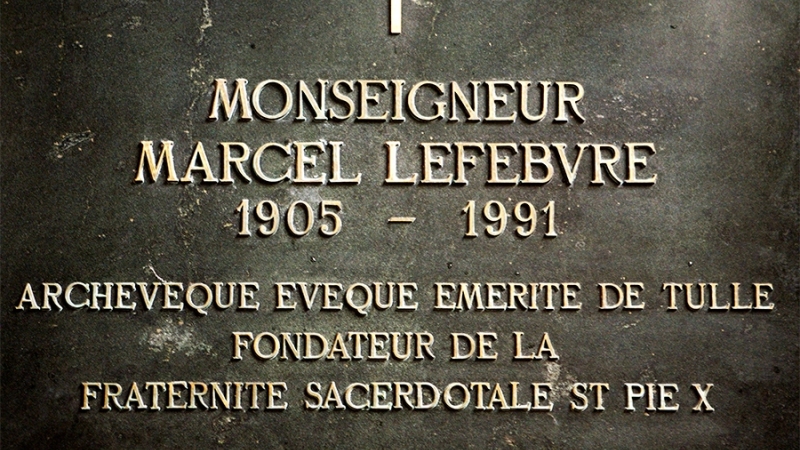 MONSEIGNEUR
MARCEL LEFEBVRE
1905 - 1991
ARCHEVEQUE EVEQUE EMERITE DE TULLE
FONDATEUR DE LA
FRATERNITE SACERDOTALE ST PIE X